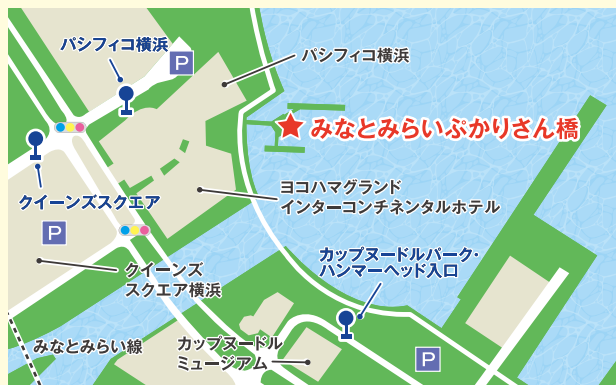 パシフィコ横浜
P
パシフィコ横浜
みなとみらいぷかりさん橋
クイーンズスクエア
ヨコハマグランド
インターコンチネンタルホテル
P
カップヌードルパーク・
ハンマーヘッド入口
クイーンズ
スクエア横浜
みなとみらい線
カップヌードル
ミュージアム
P